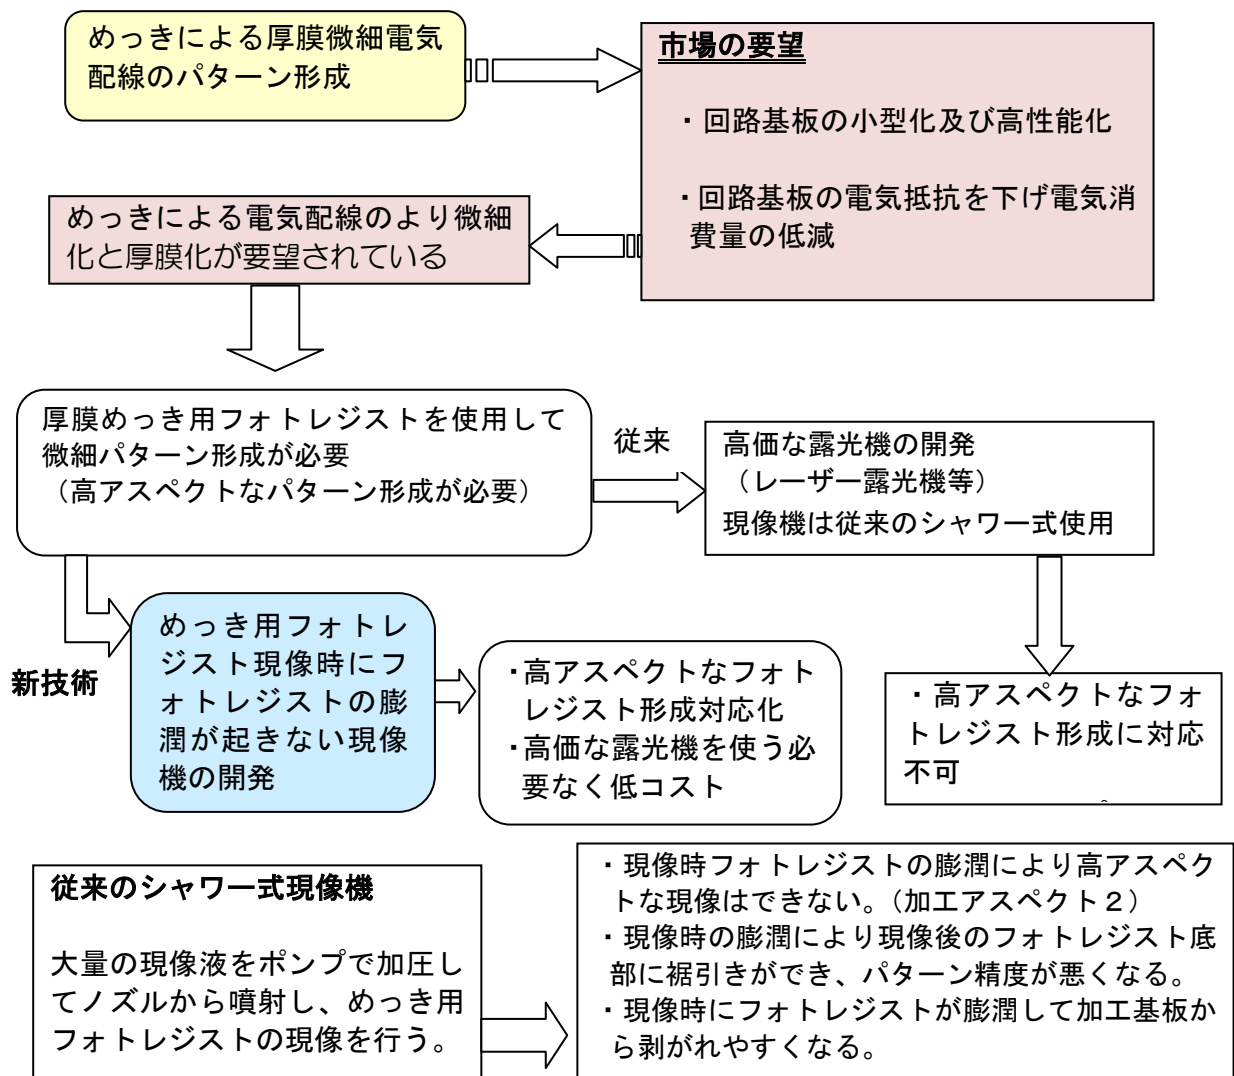 めっきによる厚膜微細電気
配線のパターン形成
市場の要望
・回路基板の小型化及び高性能化
・回路基板の電気抵抗を下げ電気消
費量の低減
めっきによる電気配線のより微細
化と厚膜化が要望されている
厚膜めっき用フォトレジストを使用して
微細パターン形成が必要
（高アスペクトなパターン形成が必要）
従来
高価な露光機の開発
（レーザー露光機等）
現像機は従来のシャワー式使用
新技術
めっき用フォトレ
ジスト現像時にフ
ォトレジストの膨
潤が起きない現像
機の開発
・高アスペクトなフォト
レジスト形成対応化
・高価な露光機を使う必
要なく低コスト
・高アスペクトなフォ
トレジスト形成に対応
不可
従来のシャワー式現像機
大量の現像液をポンプで加圧し
てノズルから噴射し、めっき用
フォトレジストの現像を行う。
・現像時フォトレジストの膨潤により高アスペク
トな現像はできない。（加工アスペクト２）
・現像時の膨潤により現像後のフォトレジスト底
部に裾引きができ、パターン精度が悪くなる。
・現像時にフォトレジストが膨潤して加工基板か
ら剥がれやすくなる。